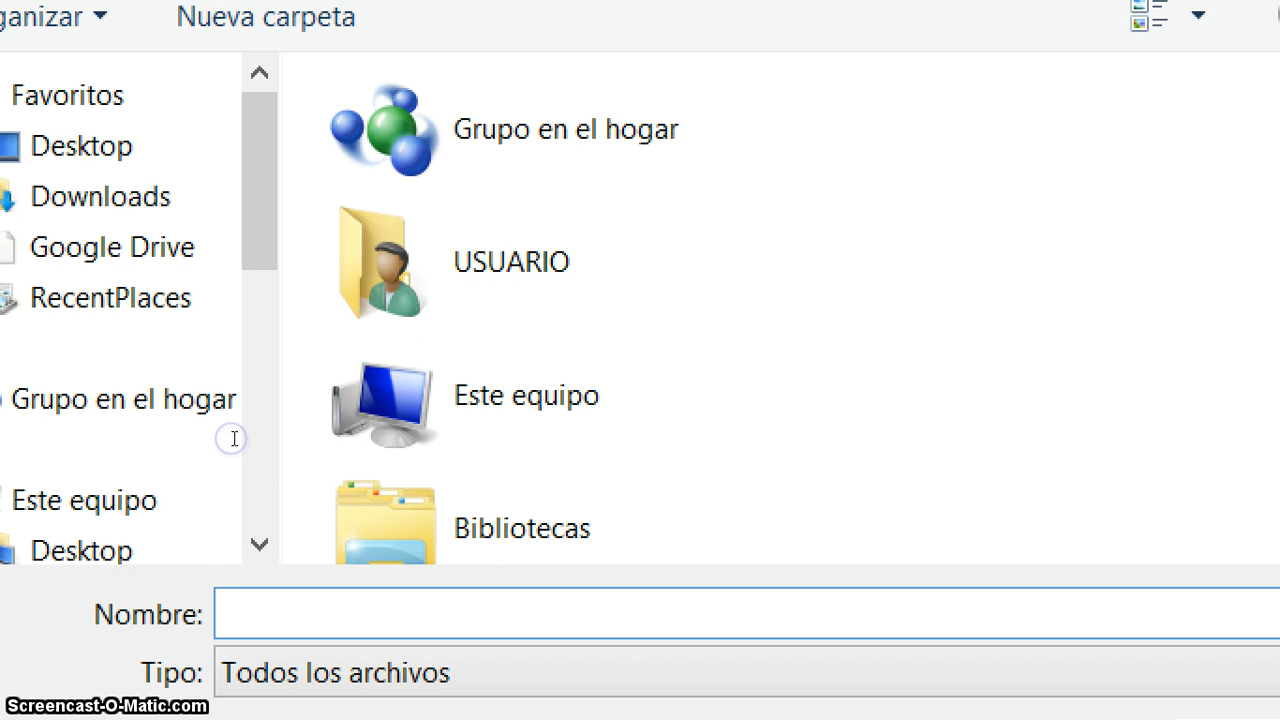 ganizar
Nueva carpeta
Favoritos
Desktop
Downloads
Google Drive
RecentPlaces
Grupo en el hogar
Este equipo
Desktop
Grupo en el hogar
USUARIO
Este equipo
Bibliotecas
Nombre:
Tipo: Todos los archivos
Screencast-O-Matic.com